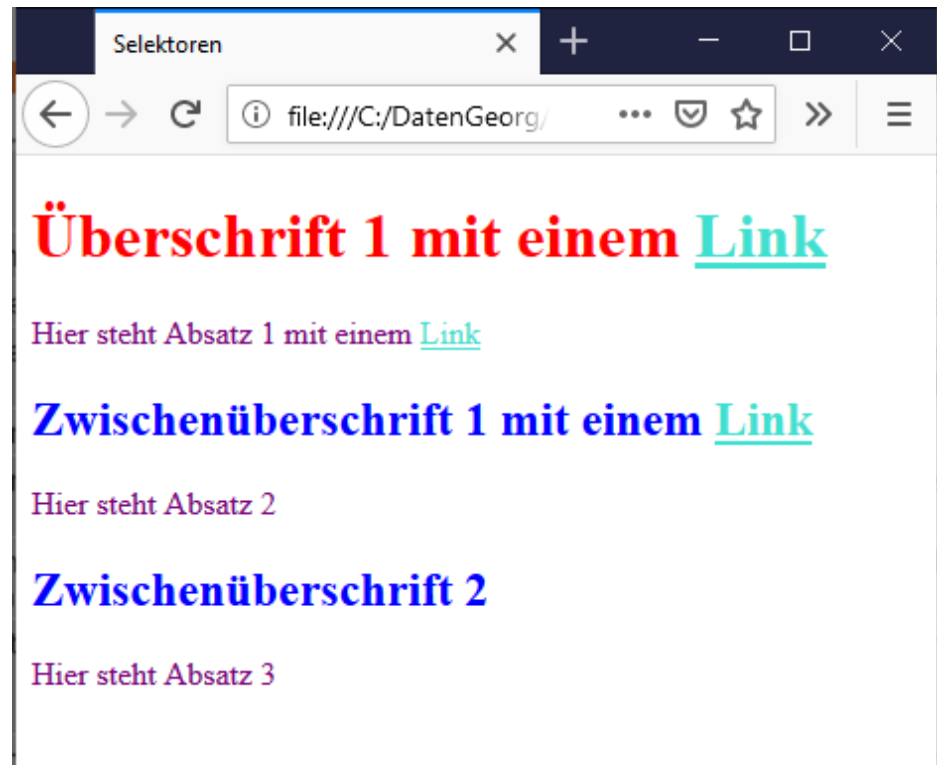 Selektoren
file:///C:/DatenGeorg/
Überschrift 1 mit einem Link
Hier steht Absatz 1 mit einem Link
Zwischenüberschrift 1 mit einem Link
Hier steht Absatz 2
Zwischenüberschrift 2
Hier steht Absatz 3